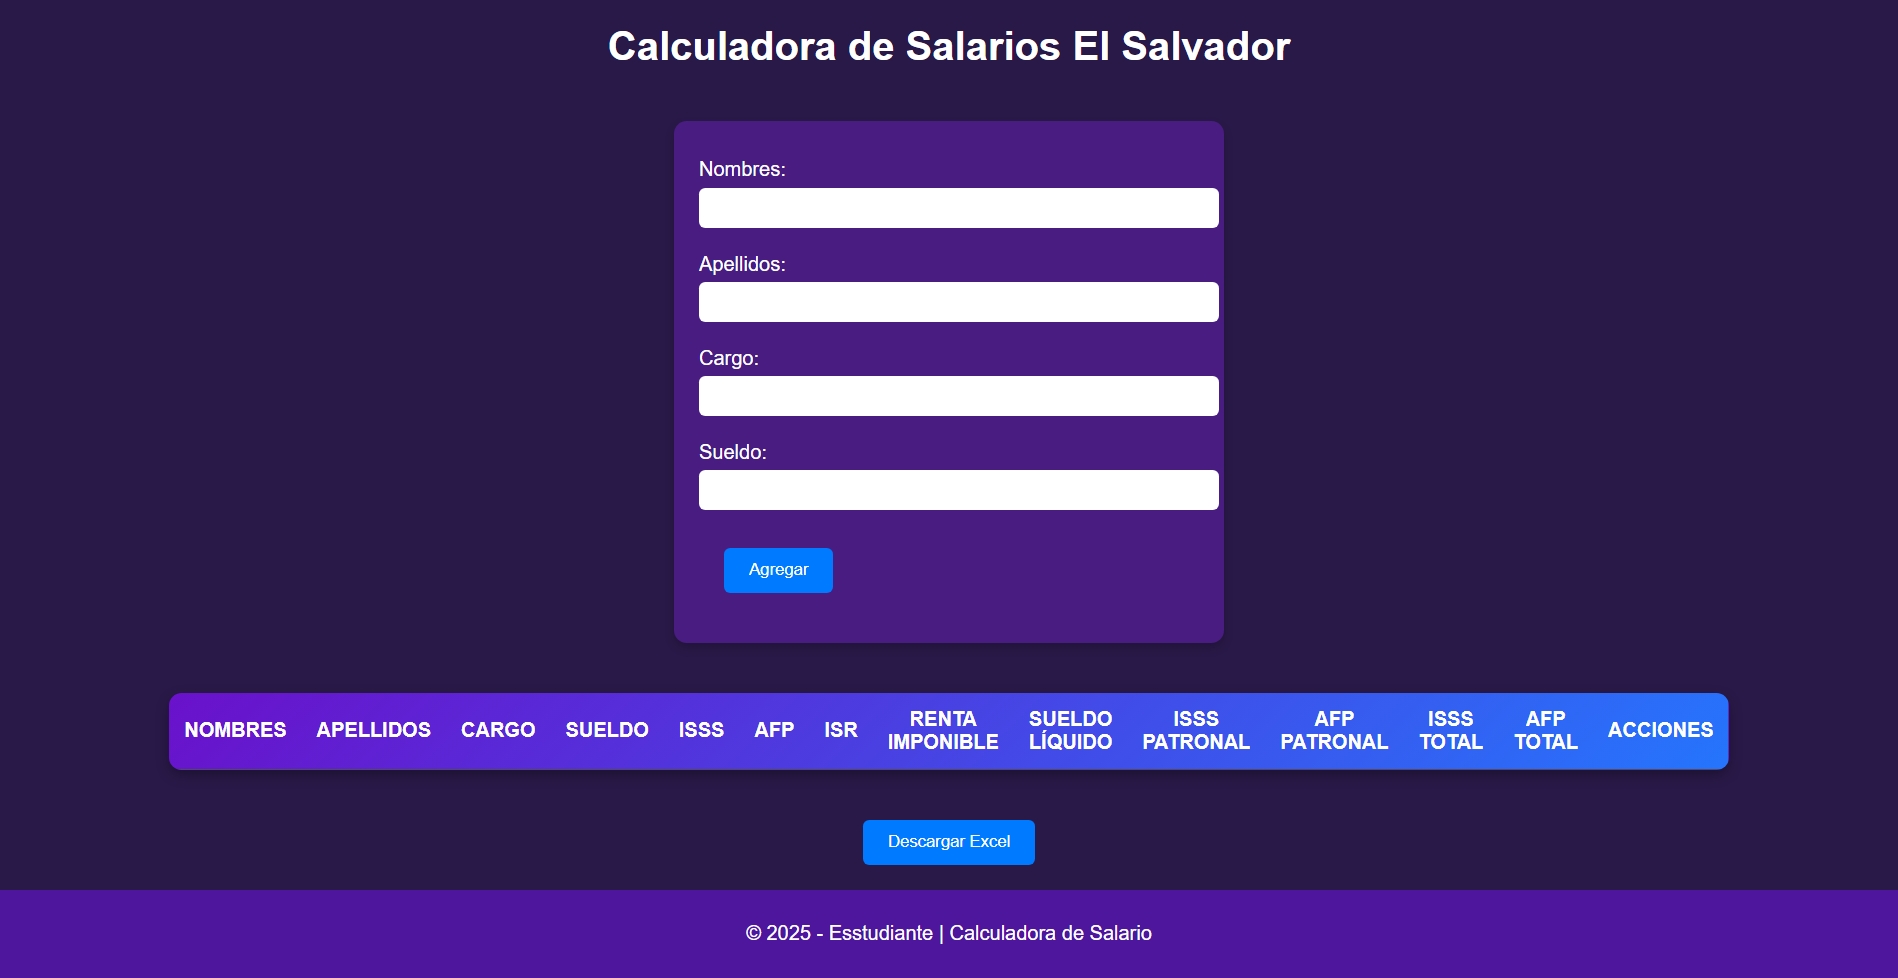 Calculadora de Salarios El Salvador
Nombres:
Apellidos:
Cargo:
Sueldo:
Agregar
NOMBRES APELLIDOS CARGO SUELDO ISSS AFP ISR RENTA IMPONIBLE SUELDO LÍQUIDO ISSS PATRONAL AFP PATRONAL ISSS TOTAL AFP TOTAL ACCIONES
Descargar Excel
© 2025 - Esstudiante | Calculadora de Salario